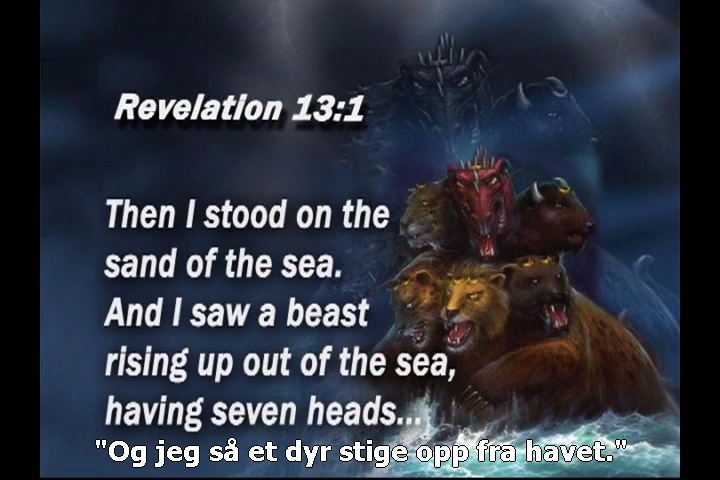 Revelation 13:1
Then I stood on the
sand of the sea.
And I saw a beast
rising up out of the sea,
having seven heads...
"Og jeg så et dyr stige opp fra havet."